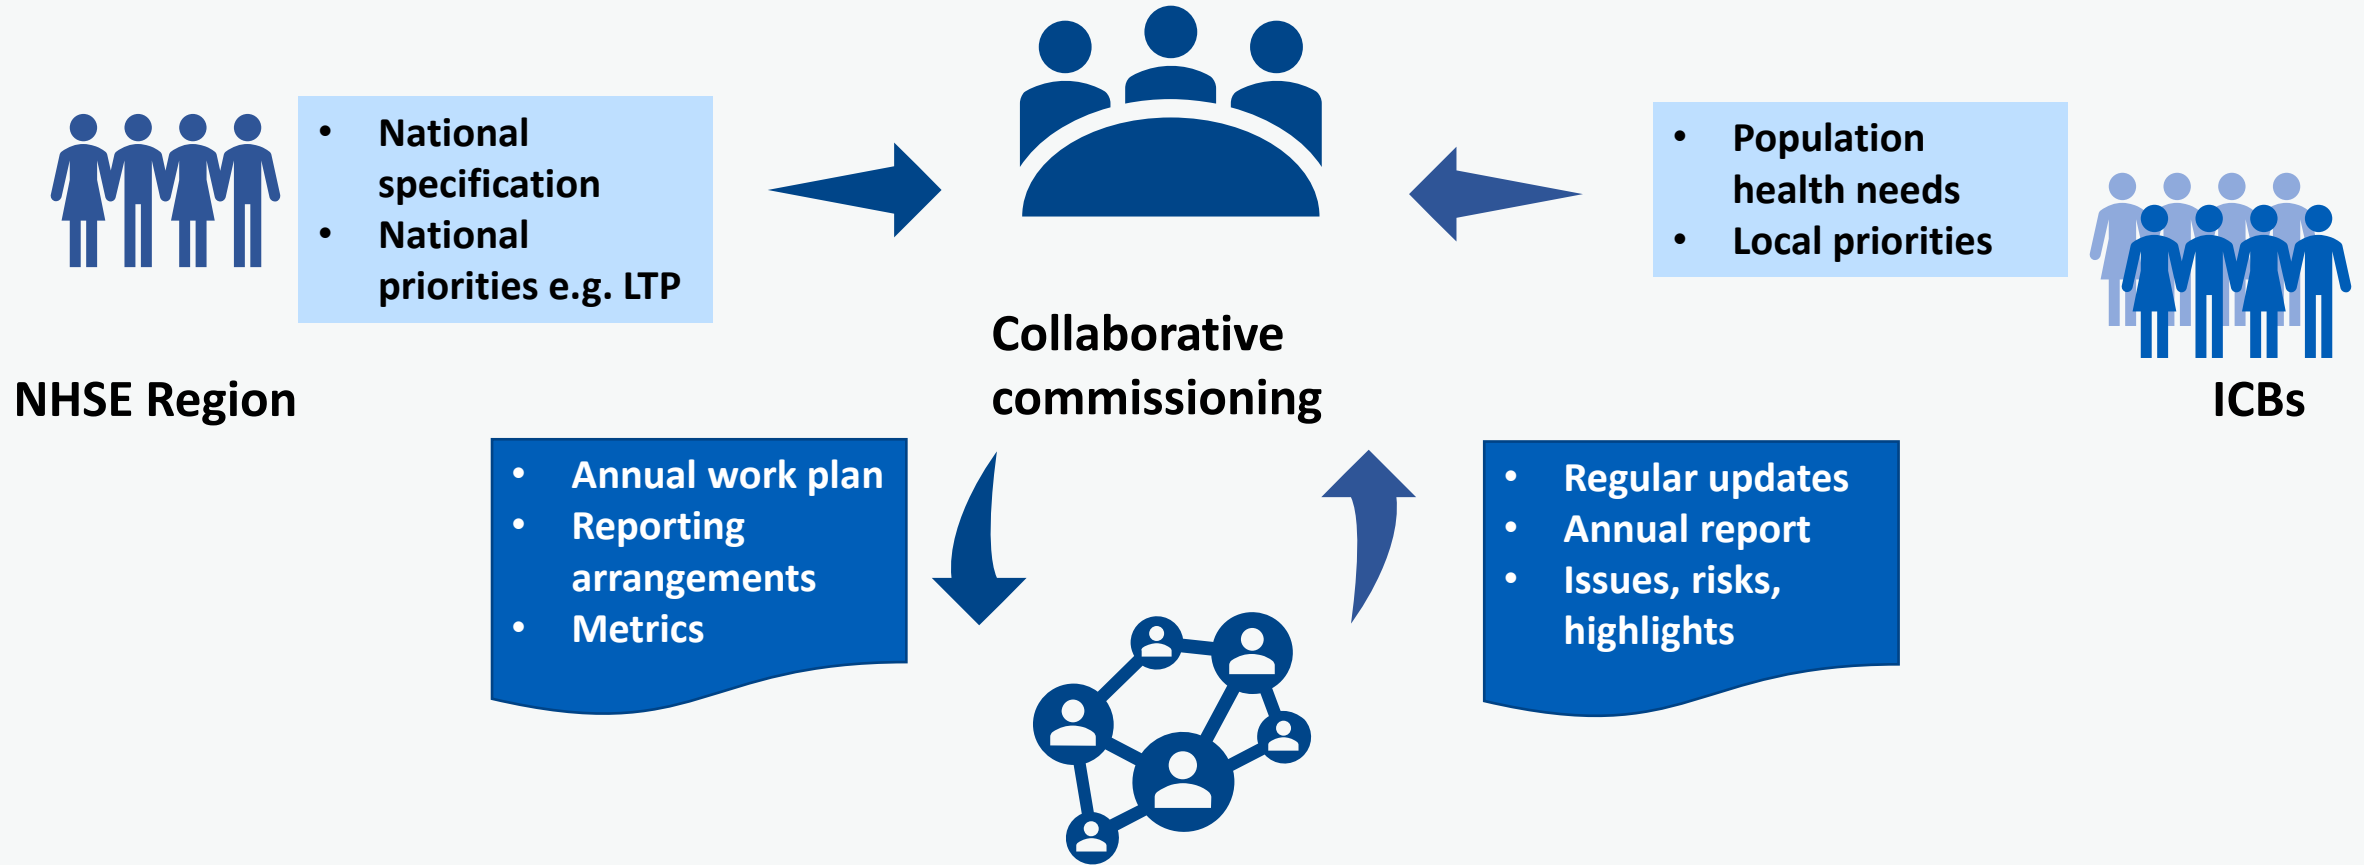 • National
specification
• National
priorities e.g. LTP
NHSE Region
Collaborative
commissioning
• Population
health needs
• Local priorities
ICBs
• Annual work plan
• Reporting
arrangements
• Metrics
• Regular updates
• Annual report
• Issues, risks,
highlights